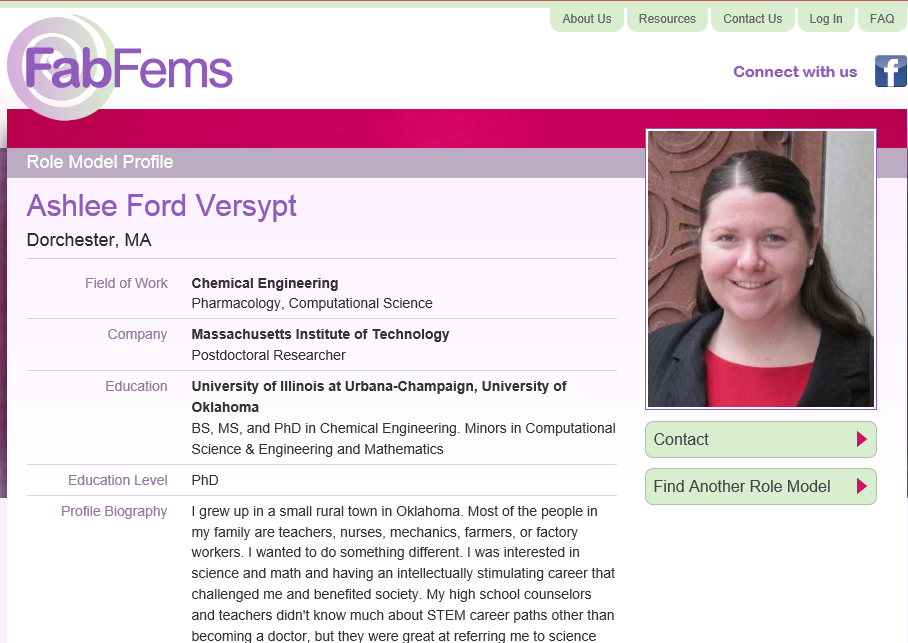 About Us
Resources
Contact Us
Log In
FAQ
FabFems
Connect with us
f
Role Model Profile
Ashlee Ford Versypt
Dorchester, MA
Field of Work
Chemical Engineering
Pharmacology, Computational Science
Company
Massachusetts Institute of Technology
Postdoctoral Researcher
Education
University of Illinois at Urbana-Champaign, University of
Oklahoma
BS, MS, and PhD in Chemical Engineering. Minors in Computational
Science & Engineering and Mathematics
Education Level
PhD
Profile Biography
I grew up in a small rural town in Oklahoma. Most of the people in
my family are teachers, nurses, mechanics, farmers, or factory
workers. I wanted to do something different. I was interested in
science and math and having an intellectually stimulating career that
challenged me and benefited society. My high school counselors
and teachers didn't know much about STEM career paths other than
becoming a doctor, but they were great at referring me to science
Contact
Find Another Role Model